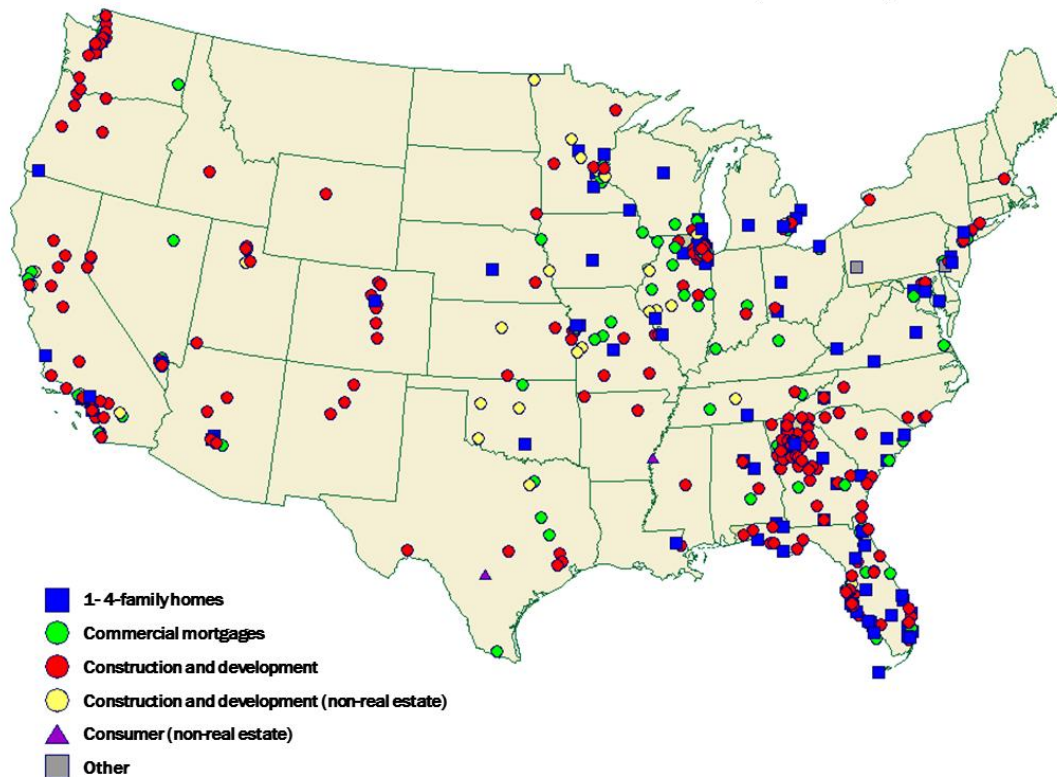 1- 4-family homes
Commercial mortgages
Construction and development
Construction and development (non-real estate)
Consumer (non-real estate)
Other